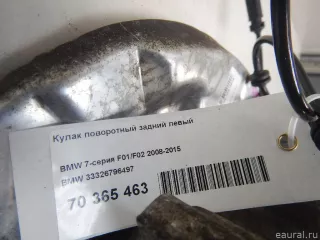 Кулак поворотный задний левый
BMW 7-серия F01/F02 2008-2015
BMW 33326796497
70 365 463
eaural.ru